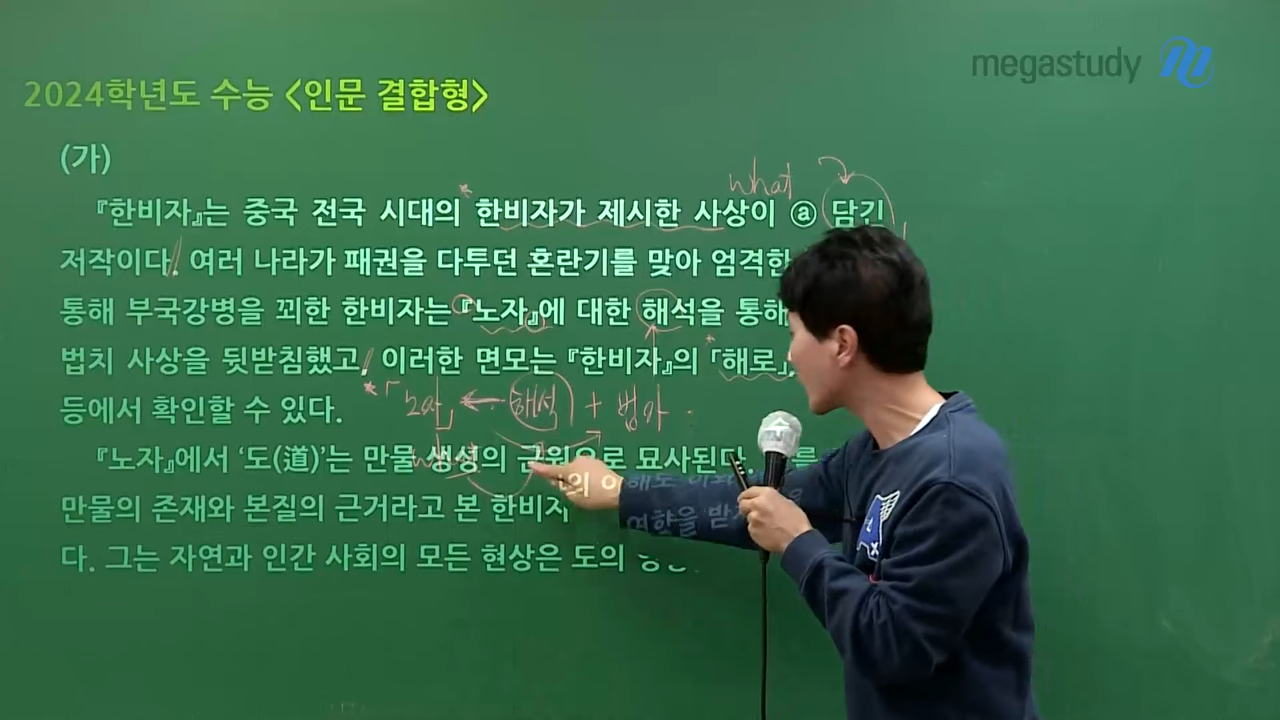 megastudy
2024학년도 수능 <인문 결합형>
(가)
what
『한비자』는 중국 전국 시대의 한비자가 제시한 사상이 ⓐ 담긴
저작이다. 여러 나라가 패권을 다투던 혼란기를 맞아 엄격한
통해 부국강병을 꾀한 한비자는 『노자』에 대한 해석을 통해
법치 사상을 뒷받침했고, 이러한 면모는 『한비자』의 「해로」,
* 「노자」 ← 해석 + 법가
등에서 확인할 수 있다.
『노자』에서 ‘도(道)’는 만물 생성의 근원으로 묘사된다.
만물의 존재와 본질의 근거라고 본 한비자
다. 그는 자연과 인간 사회의 모든 현상은 도의